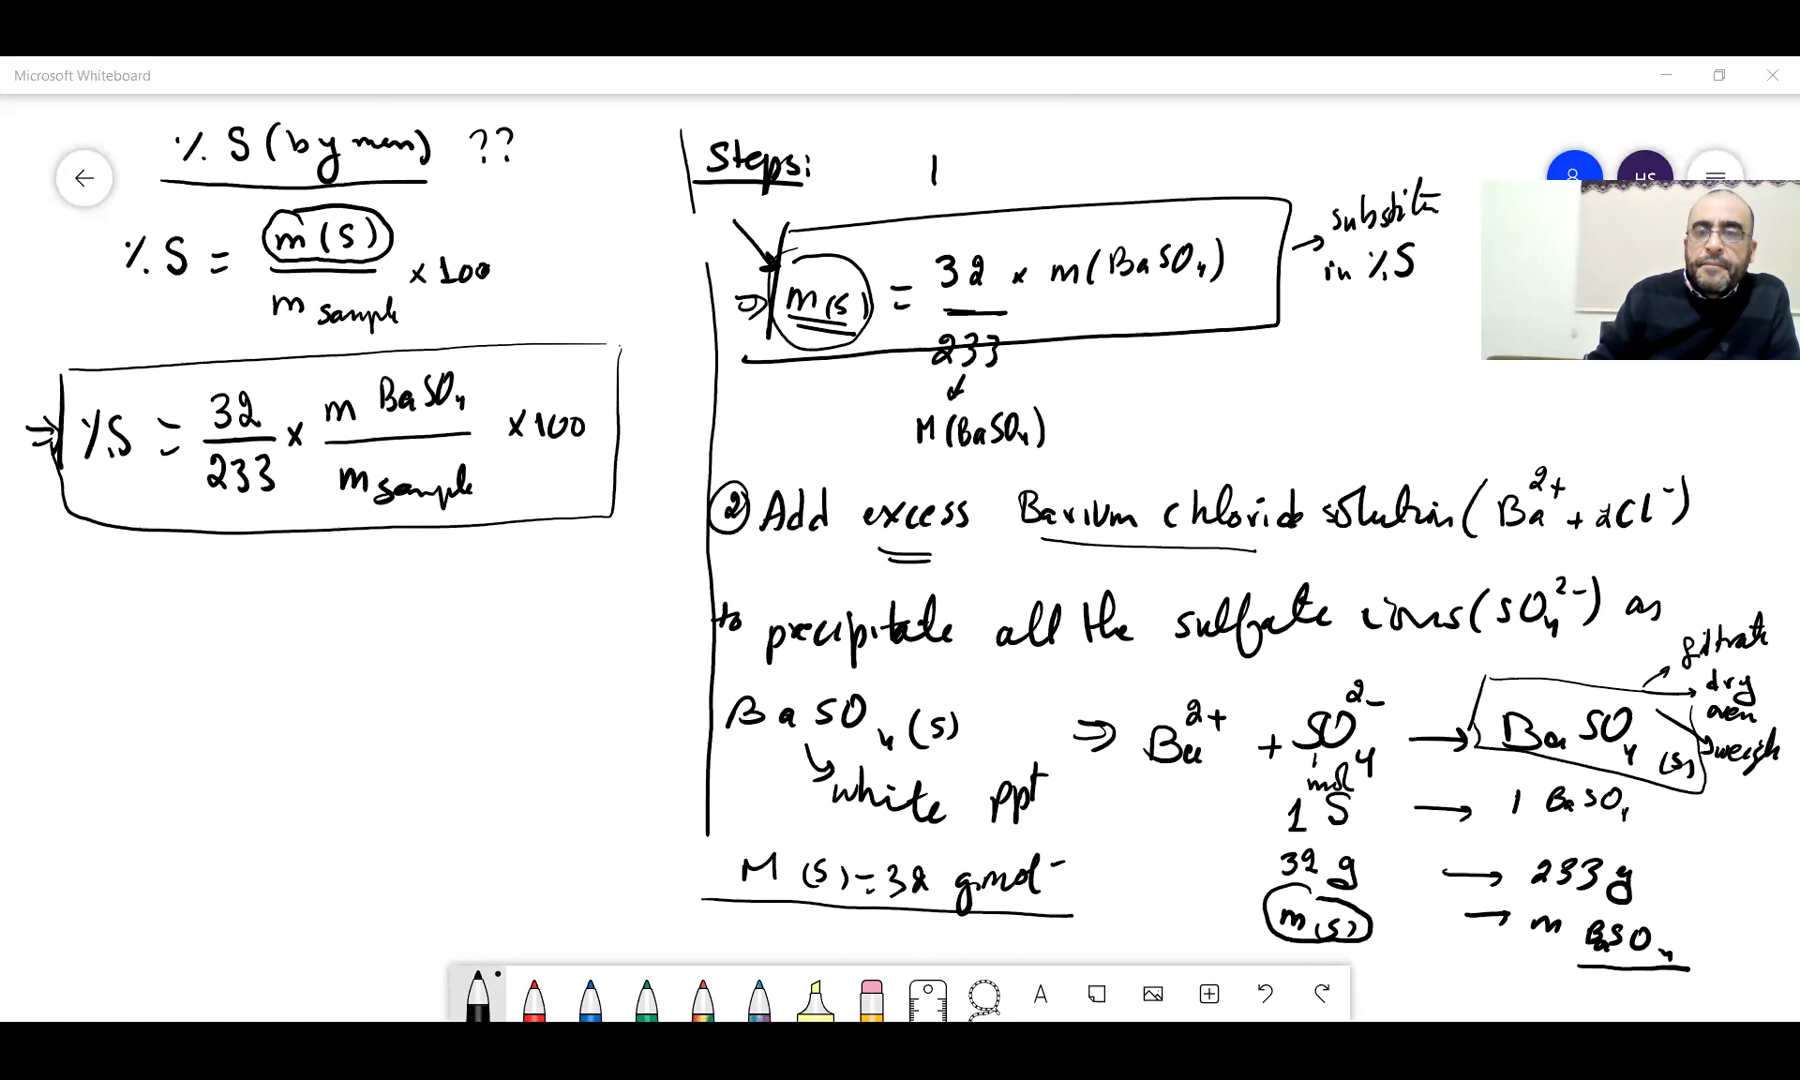 Microsoft Whiteboard
% S (by mass) ??
% S = m(S) / m sample × 100
⇒ % S = 32/233 × m BaSO4 / m sample × 100
Steps:
HS
⇒ m(S) = 32/233 × m(BaSO4) → substitute in % S
M(BaSO4)
② Add excess Barium chloride solution (Ba2+ + 2Cl-)
to precipitate all the sulfate ions (SO4 2-) as
BaSO4 (s) ⇒ Ba2+ + SO4 2- → BaSO4 (s)
filtrate
dry
oven
weigh
white ppt
1 mol S → 1 BaSO4
M(S) = 32 g.mol-
32 g → 233 g
m(S) → m BaSO4
A